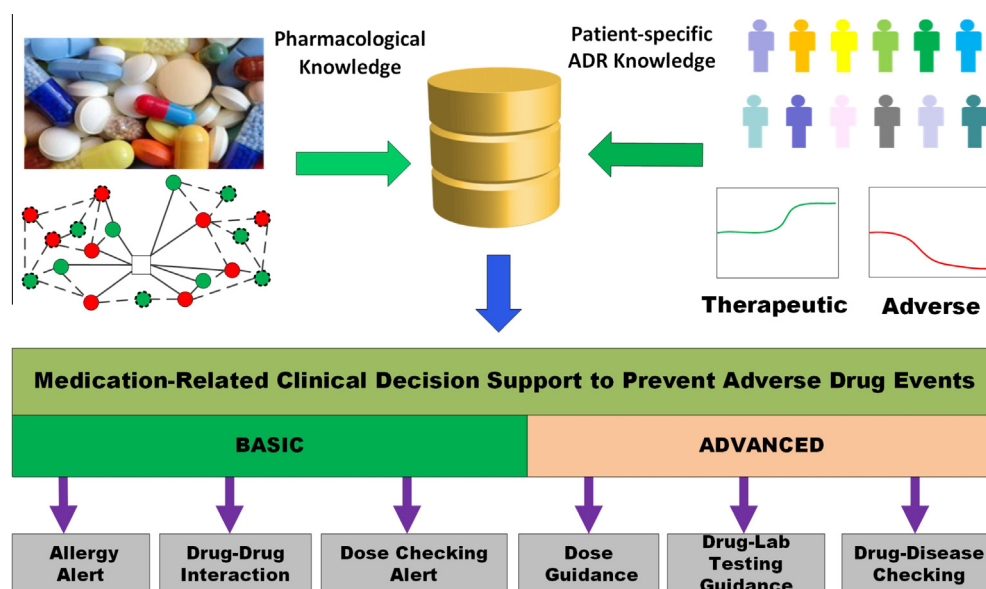 Pharmacological
Knowledge
Patient-specific
ADR Knowledge
Therapeutic
Adverse
Medication-Related Clinical Decision Support to Prevent Adverse Drug Events
BASIC
ADVANCED
Allergy
Alert
Drug-Drug
Interaction
Dose Checking
Alert
Dose
Guidance
Drug-Lab
Testing
Guidance
Drug-Disease
Checking